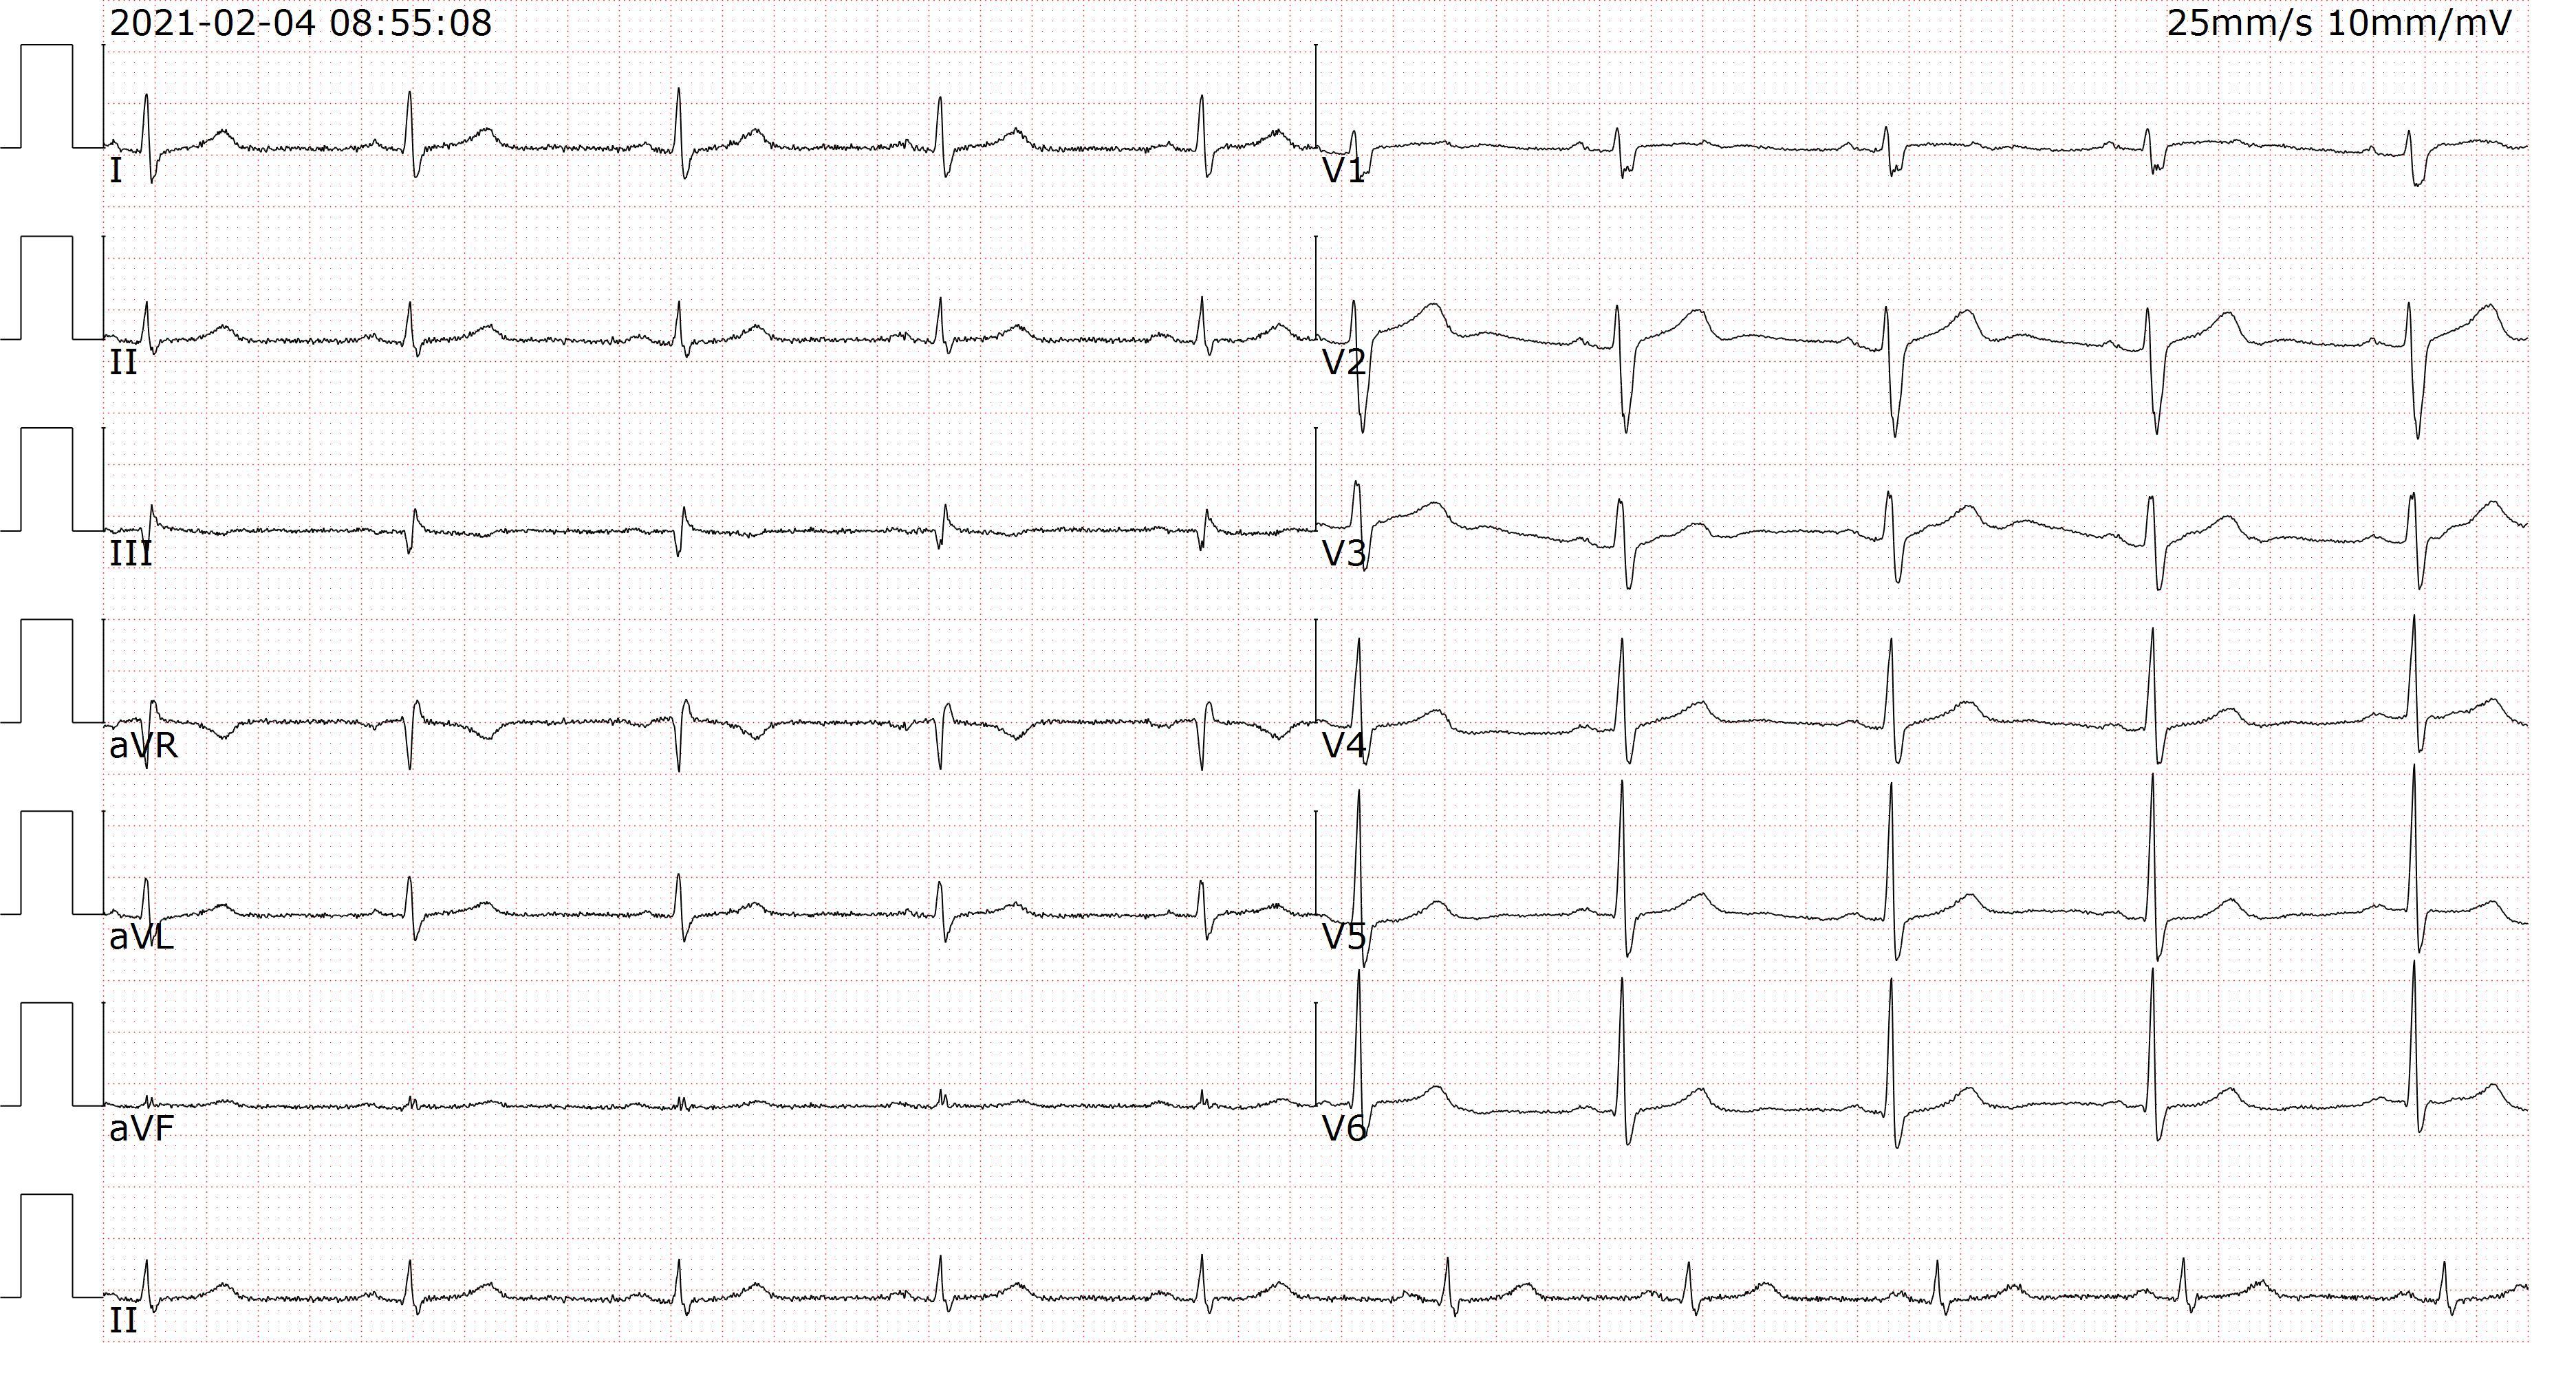 2021-02-04 08:55:08 25mm/s 10mm/mV
I V1
II V2
III V3
aVR V4
aVL V5
aVF V6
II